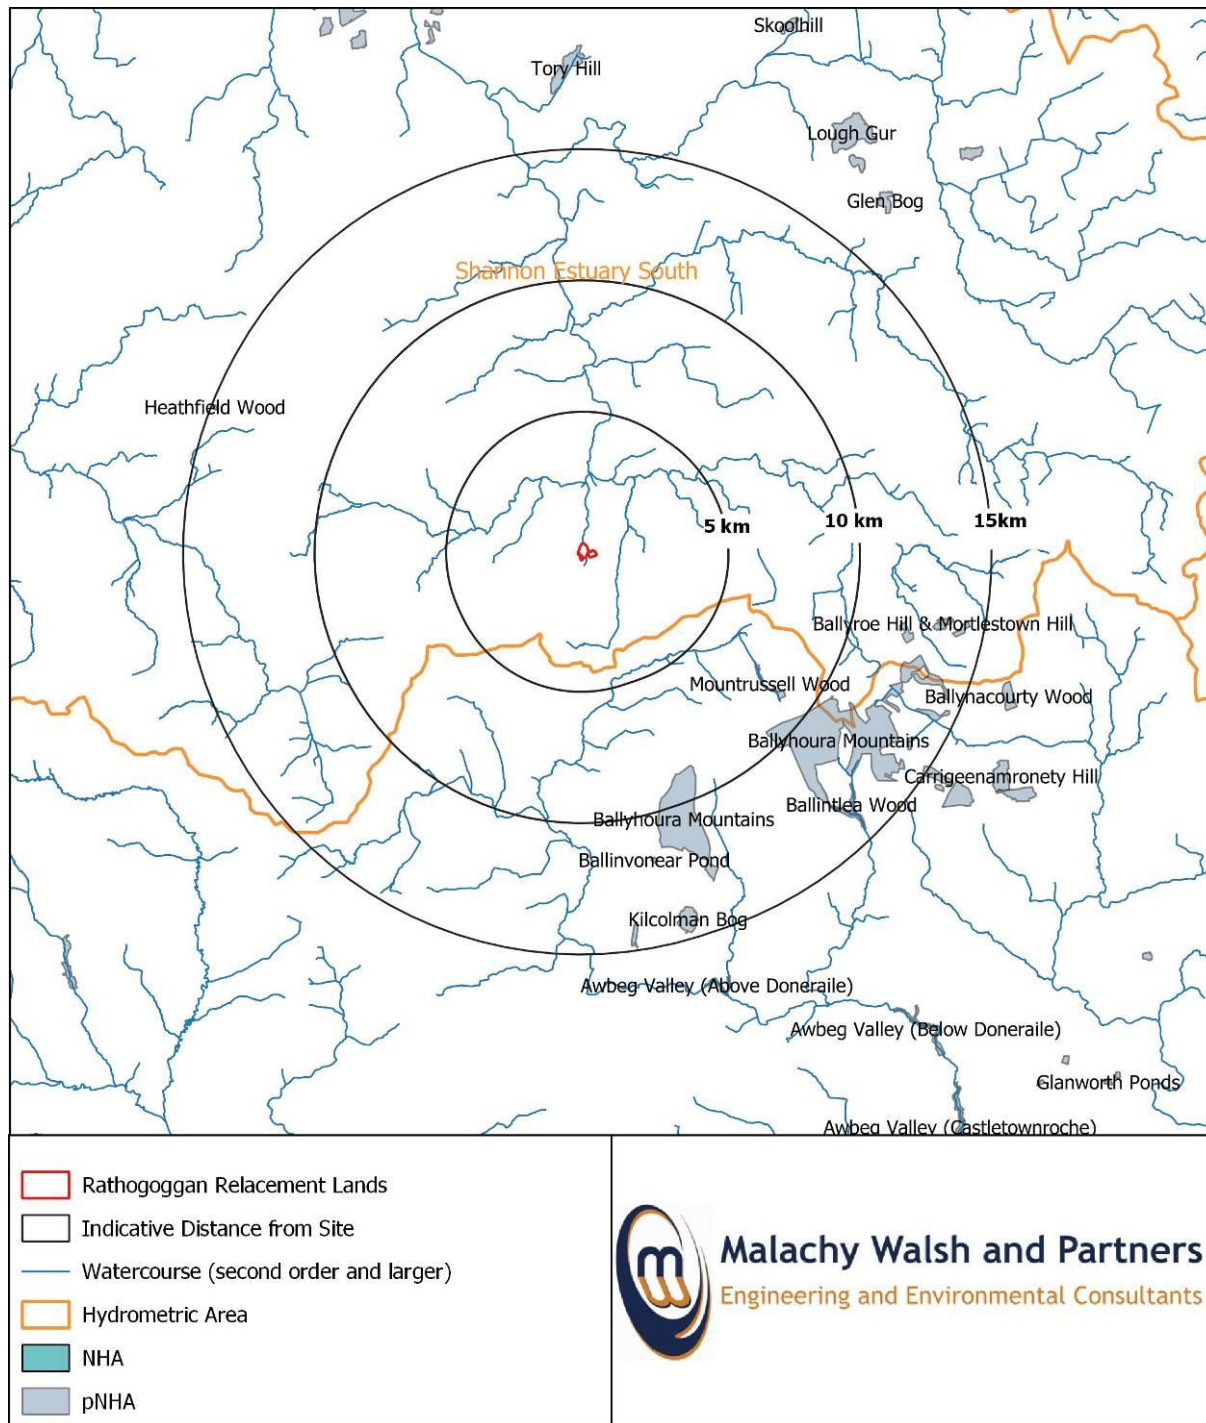 Skoolhill
Tory Hill
Lough Gur
Glen Bog
Shannon Estuary South
Heathfield Wood
5 km
10 km
15km
Ballyroe Hill & Mortlestown Hill
Mountrussell Wood
Ballynacourty Wood
Ballyhoura Mountains
Carrigeenamronety Hill
Ballintlea Wood
Ballyhoura Mountains
Ballinvonear Pond
Kilcolman Bog
Awbeg Valley (Above Doneraile)
Awbeg Valley (Below Doneraile)
Glanworth Ponds
Awbeg Valley (Castletownroche)
Rathogoggan Relacement Lands
Indicative Distance from Site
Watercourse (second order and larger)
Hydrometric Area
NHA
pNHA
Malachy Walsh and Partners
Engineering and Environmental Consultants